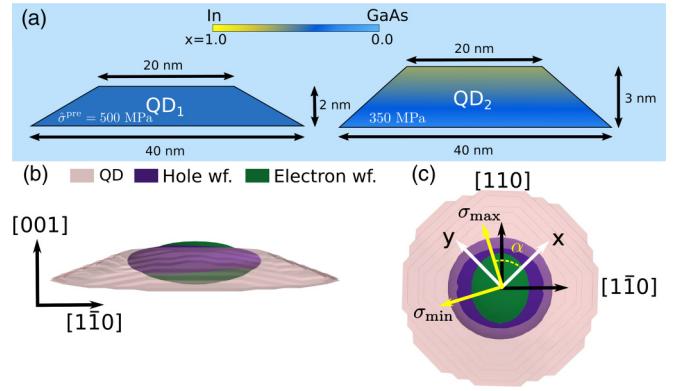 (a) In GaAs
x=1.0 0.0
20 nm 20 nm
QD₁ 2 nm QD₂ 3 nm
σ̂ᵖʳᵉ = 500 MPa 350 MPa
40 nm 40 nm
(b) QD Hole wf. Electron wf. (c)
[110]
[001] σmax
y α x
[11̄0]
σmin
[11̄0]